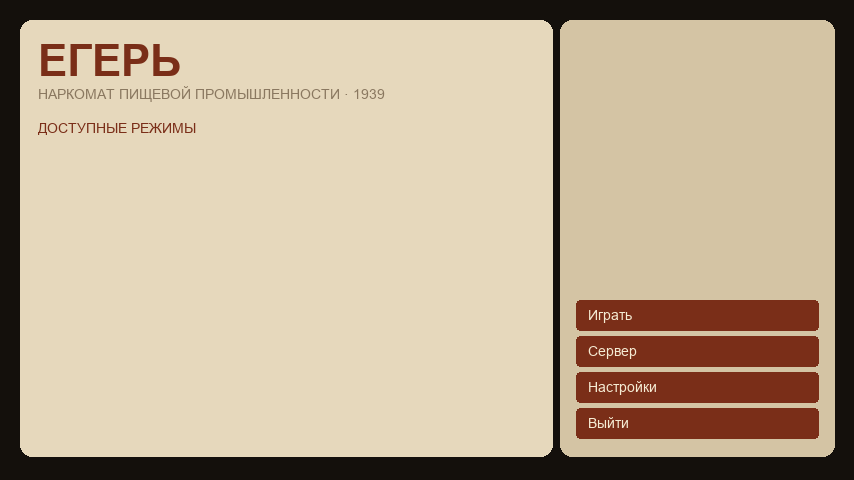 ЕГЕРЬ
НАРКОМАТ ПИЩЕВОЙ ПРОМЫШЛЕННОСТИ · 1939
ДОСТУПНЫЕ РЕЖИМЫ
Играть
Сервер
Настройки
Выйти